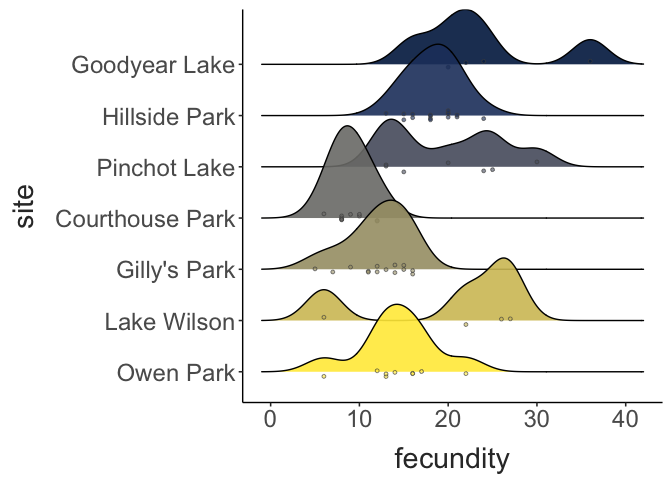 Goodyear Lake
Hillside Park
Pinchot Lake
Courthouse Park
Gilly's Park
Lake Wilson
Owen Park
site
0 10 20 30 40
fecundity